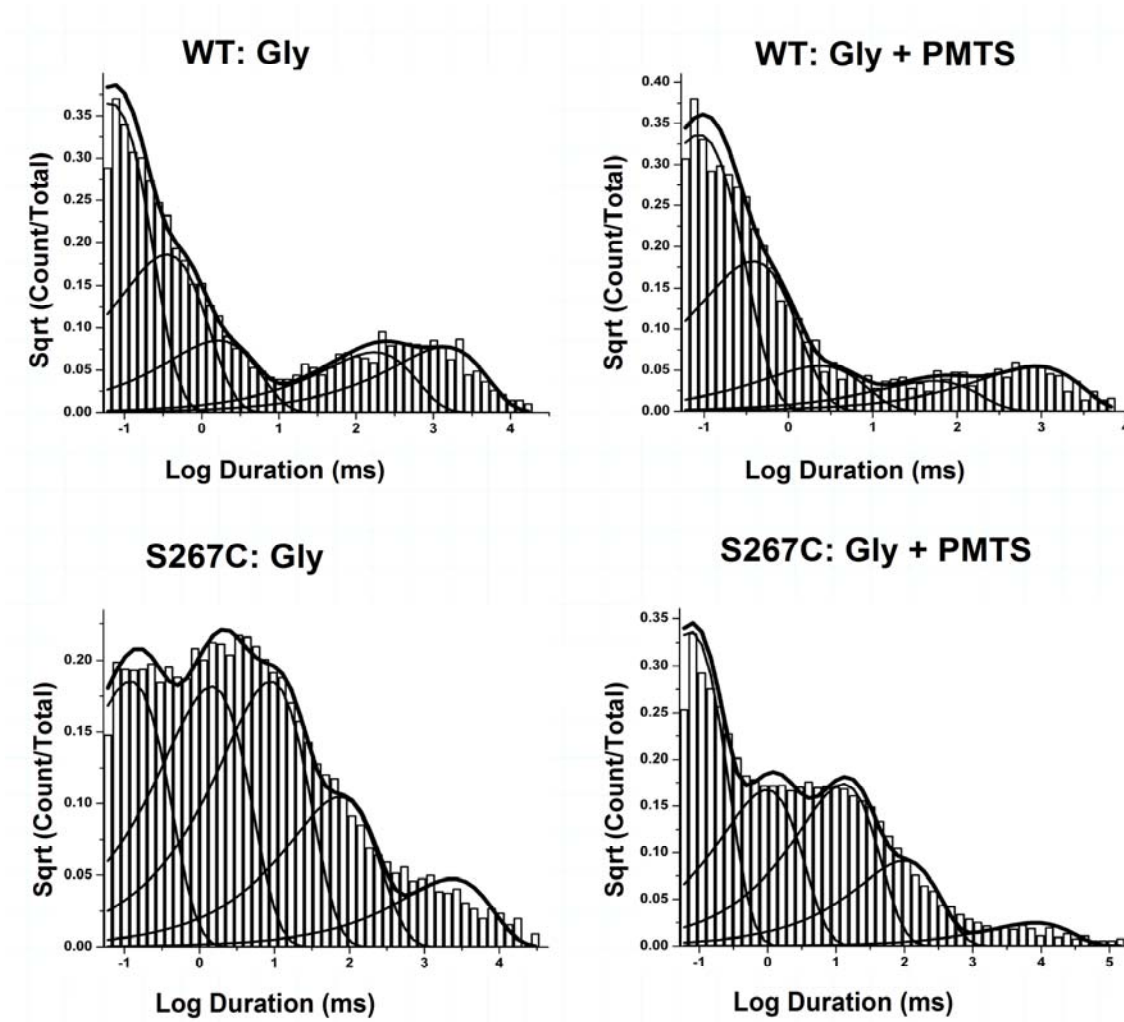 WT: Gly
Sqrt (Count/Total)
0.35
0.30
0.25
0.20
0.15
0.10
0.05
0.00
-1 0 1 2 3 4
Log Duration (ms)
WT: Gly + PMTS
Sqrt (Count/Total)
0.40
0.35
0.30
0.25
0.20
0.15
0.10
0.05
0.00
-1 0 1 2 3 4
Log Duration (ms)
S267C: Gly
Sqrt (Count/Total)
0.20
0.15
0.10
0.05
0.00
-1 0 1 2 3 4
Log Duration (ms)
S267C: Gly + PMTS
Sqrt (Count/Total)
0.35
0.30
0.25
0.20
0.15
0.10
0.05
0.00
-1 0 1 2 3 4 5
Log Duration (ms)